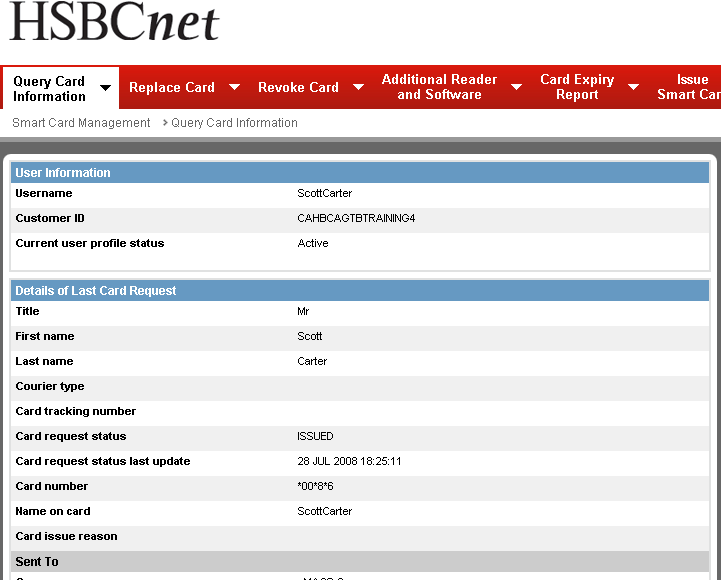 HSBCnet
Query Card Information
Replace Card
Revoke Card
Additional Reader and Software
Card Expiry Report
Issue Smart Car
Smart Card Management > Query Card Information
User Information
Username ScottCarter
Customer ID CAHBCAGTBTRAINING4
Current user profile status Active
Details of Last Card Request
Title Mr
First name Scott
Last name Carter
Courier type
Card tracking number
Card request status ISSUED
Card request status last update 28 JUL 2008 18:25:11
Card number *00*8*6
Name on card ScottCarter
Card issue reason
Sent To